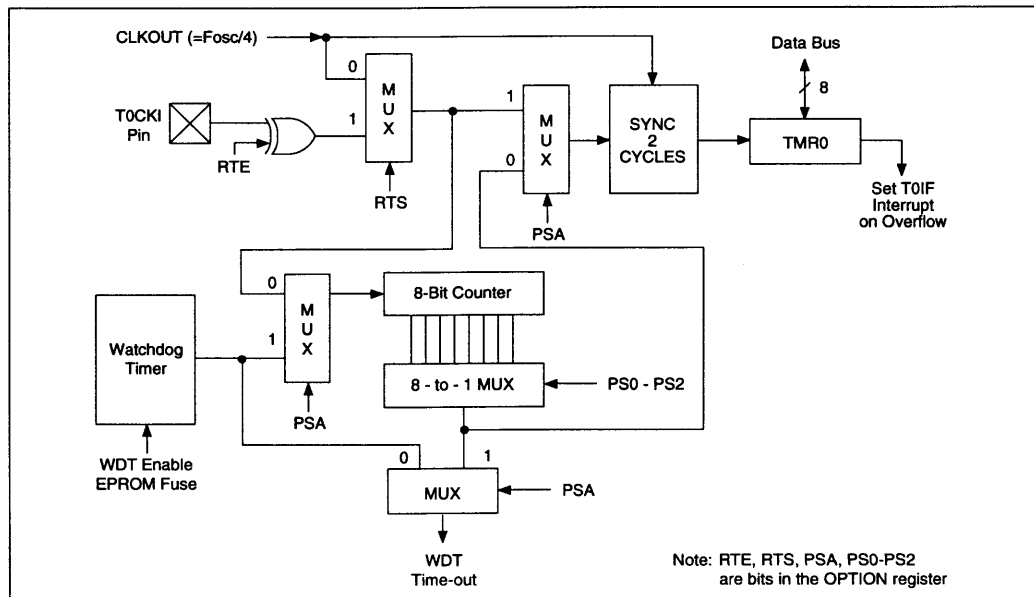 CLKOUT (=Fosc/4)
Data Bus
8
0
M
U
X
1
T0CKI
Pin
RTE
RTS
1
M
U
X
0
PSA
SYNC
2
CYCLES
TMR0
Set T0IF
Interrupt
on Overflow
0
M
U
X
1
PSA
8-Bit Counter
Watchdog
Timer
8 - to - 1 MUX
PS0 - PS2
WDT Enable
EPROM Fuse
0
1
MUX
PSA
WDT
Time-out
Note: RTE, RTS, PSA, PS0-PS2
are bits in the OPTION register